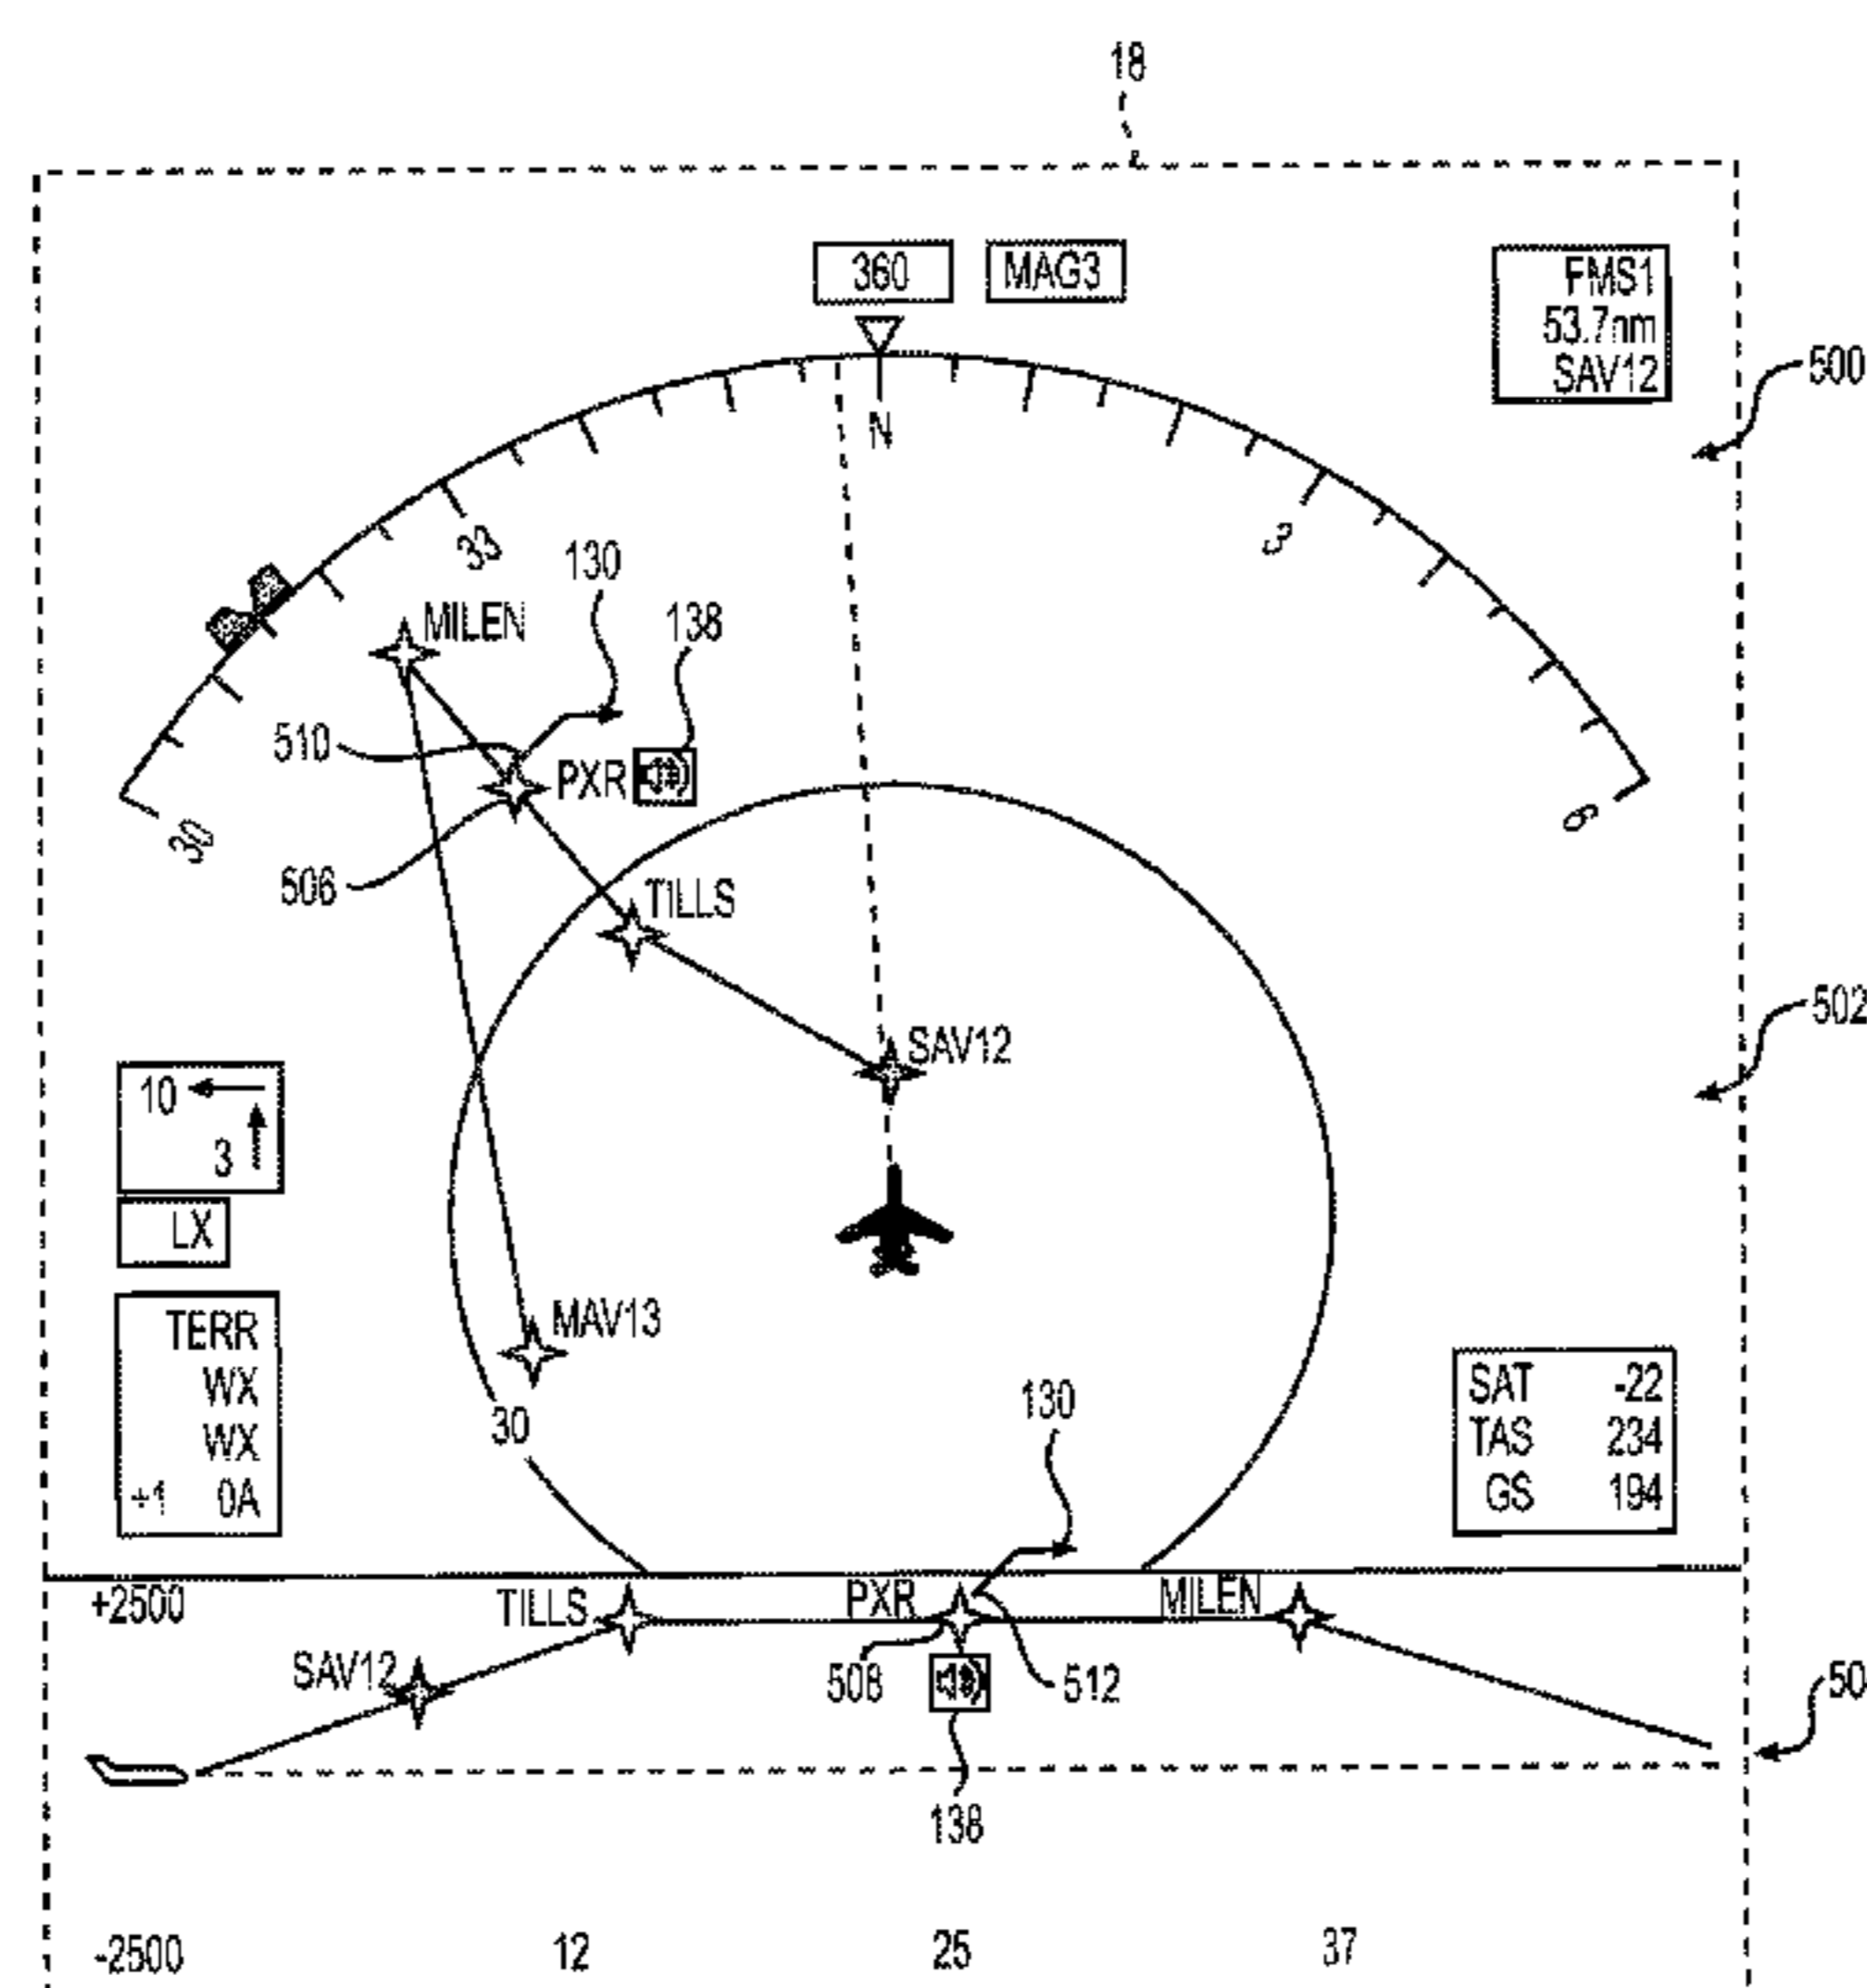 18
360 MAG3
FMS1
53.7nm
SAV12
500
N
33
3
130
MILEN
138
510
PXR
30
6
506
TILLS
502
SAV12
10
3
LX
MAV13
TERR
WX
WX
+1 0A
30
130
SAT -22
TAS 234
GS 194
+2500
TILLS
PXR
MILEN
SAV12
508
512
50
138
-2500 12 25 37